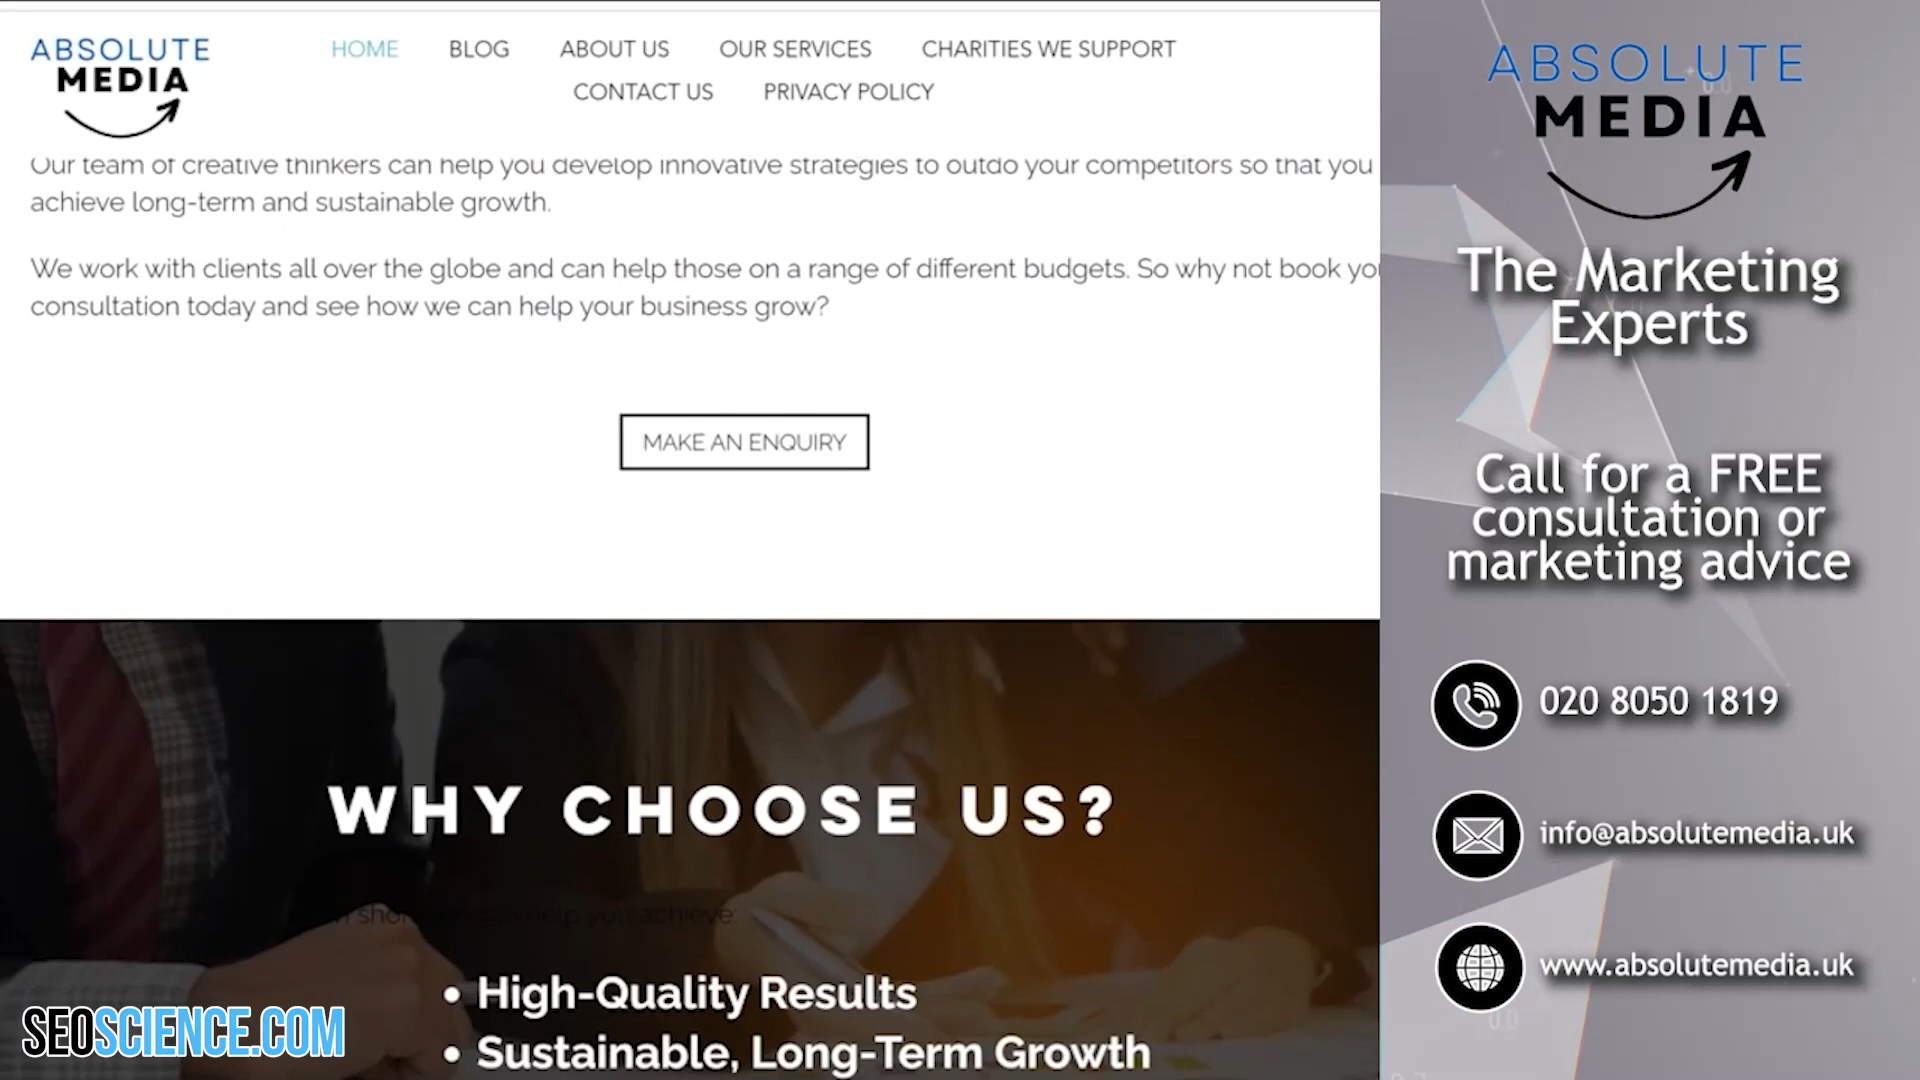 ABSOLUTE
MEDIA
HOME BLOG ABOUT US OUR SERVICES CHARITIES WE SUPPORT
CONTACT US PRIVACY POLICY
Our team of creative thinkers can help you develop innovative strategies to outdo your competitors so that you
achieve long-term and sustainable growth.
We work with clients all over the globe and can help those on a range of different budgets. So why not book
consultation today and see how we can help your business grow?
MAKE AN ENQUIRY
WHY CHOOSE US?
help you achieve:
• High-Quality Results
• Sustainable, Long-Term Growth
SEOSCIENCE.COM
ABSOLUTE
MEDIA
The Marketing
Experts
Call for a FREE
consultation or
marketing advice
020 8050 1819
info@absolutemedia.uk
www.absolutemedia.uk